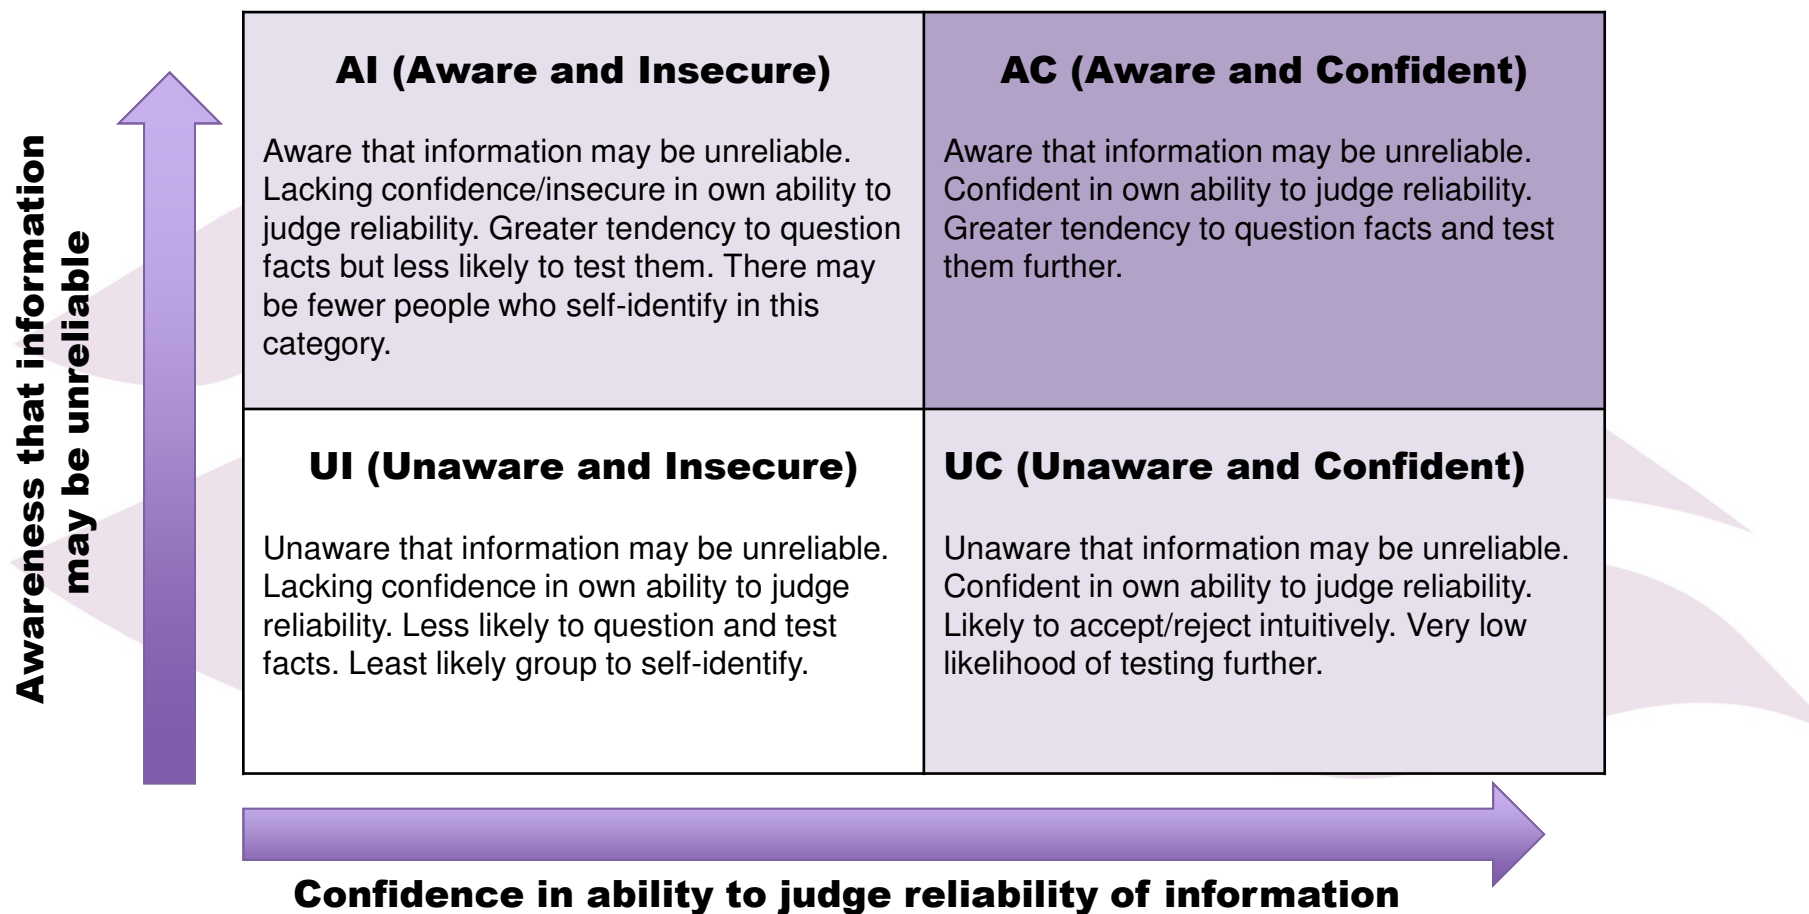 Awareness that information
may be unreliable
AI (Aware and Insecure)
Aware that information may be unreliable.
Lacking confidence/insecure in own ability to
judge reliability. Greater tendency to question
facts but less likely to test them. There may
be fewer people who self-identify in this
category.
AC (Aware and Confident)
Aware that information may be unreliable.
Confident in own ability to judge reliability.
Greater tendency to question facts and test
them further.
UI (Unaware and Insecure)
Unaware that information may be unreliable.
Lacking confidence in own ability to judge
reliability. Less likely to question and test
facts. Least likely group to self-identify.
UC (Unaware and Confident)
Unaware that information may be unreliable.
Confident in own ability to judge reliability.
Likely to accept/reject intuitively. Very low
likelihood of testing further.
Confidence in ability to judge reliability of information